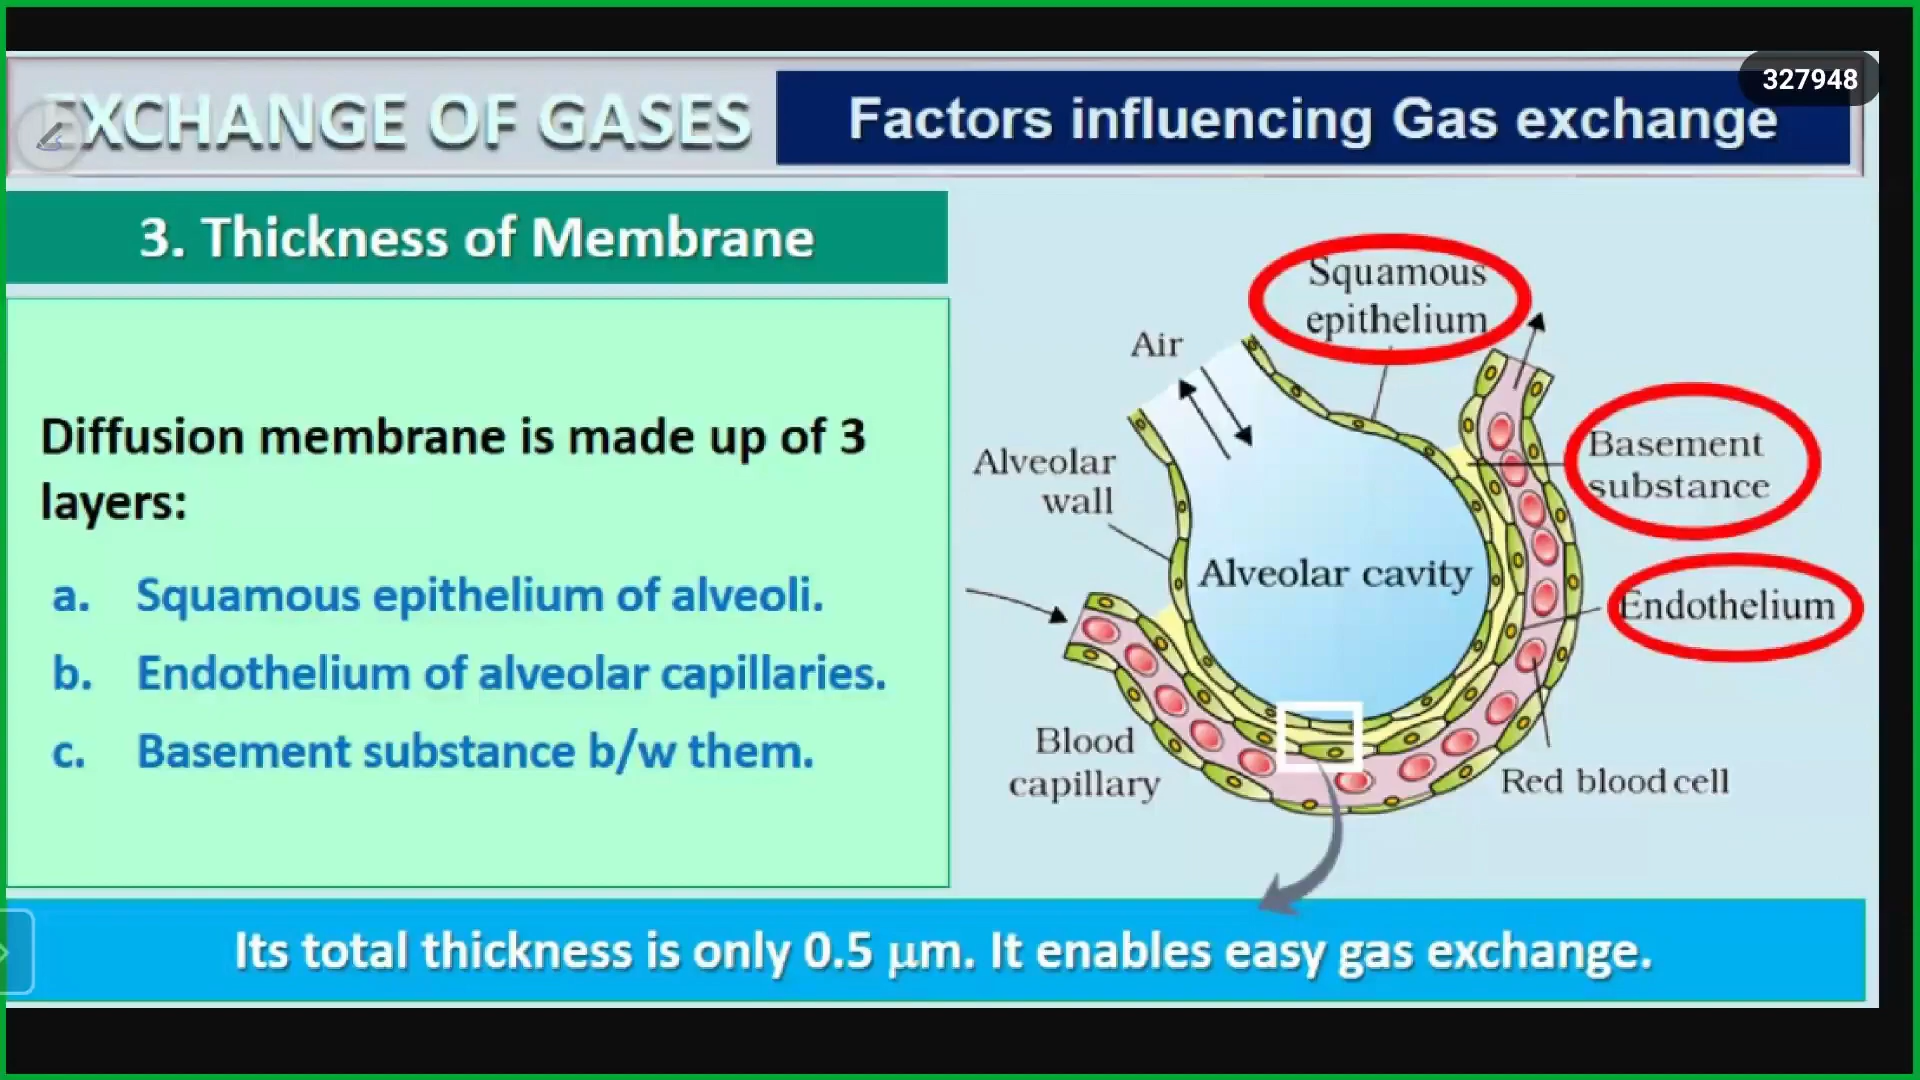 327948
EXCHANGE OF GASES
Factors influencing Gas exchange
3. Thickness of Membrane
Diffusion membrane is made up of 3
layers:
a. Squamous epithelium of alveoli.
b. Endothelium of alveolar capillaries.
c. Basement substance b/w them.
Squamous
epithelium
Air
Basement
substance
Alveolar
wall
Alveolar cavity
Endothelium
Blood
capillary
Red blood cell
Its total thickness is only 0.5 μm. It enables easy gas exchange.